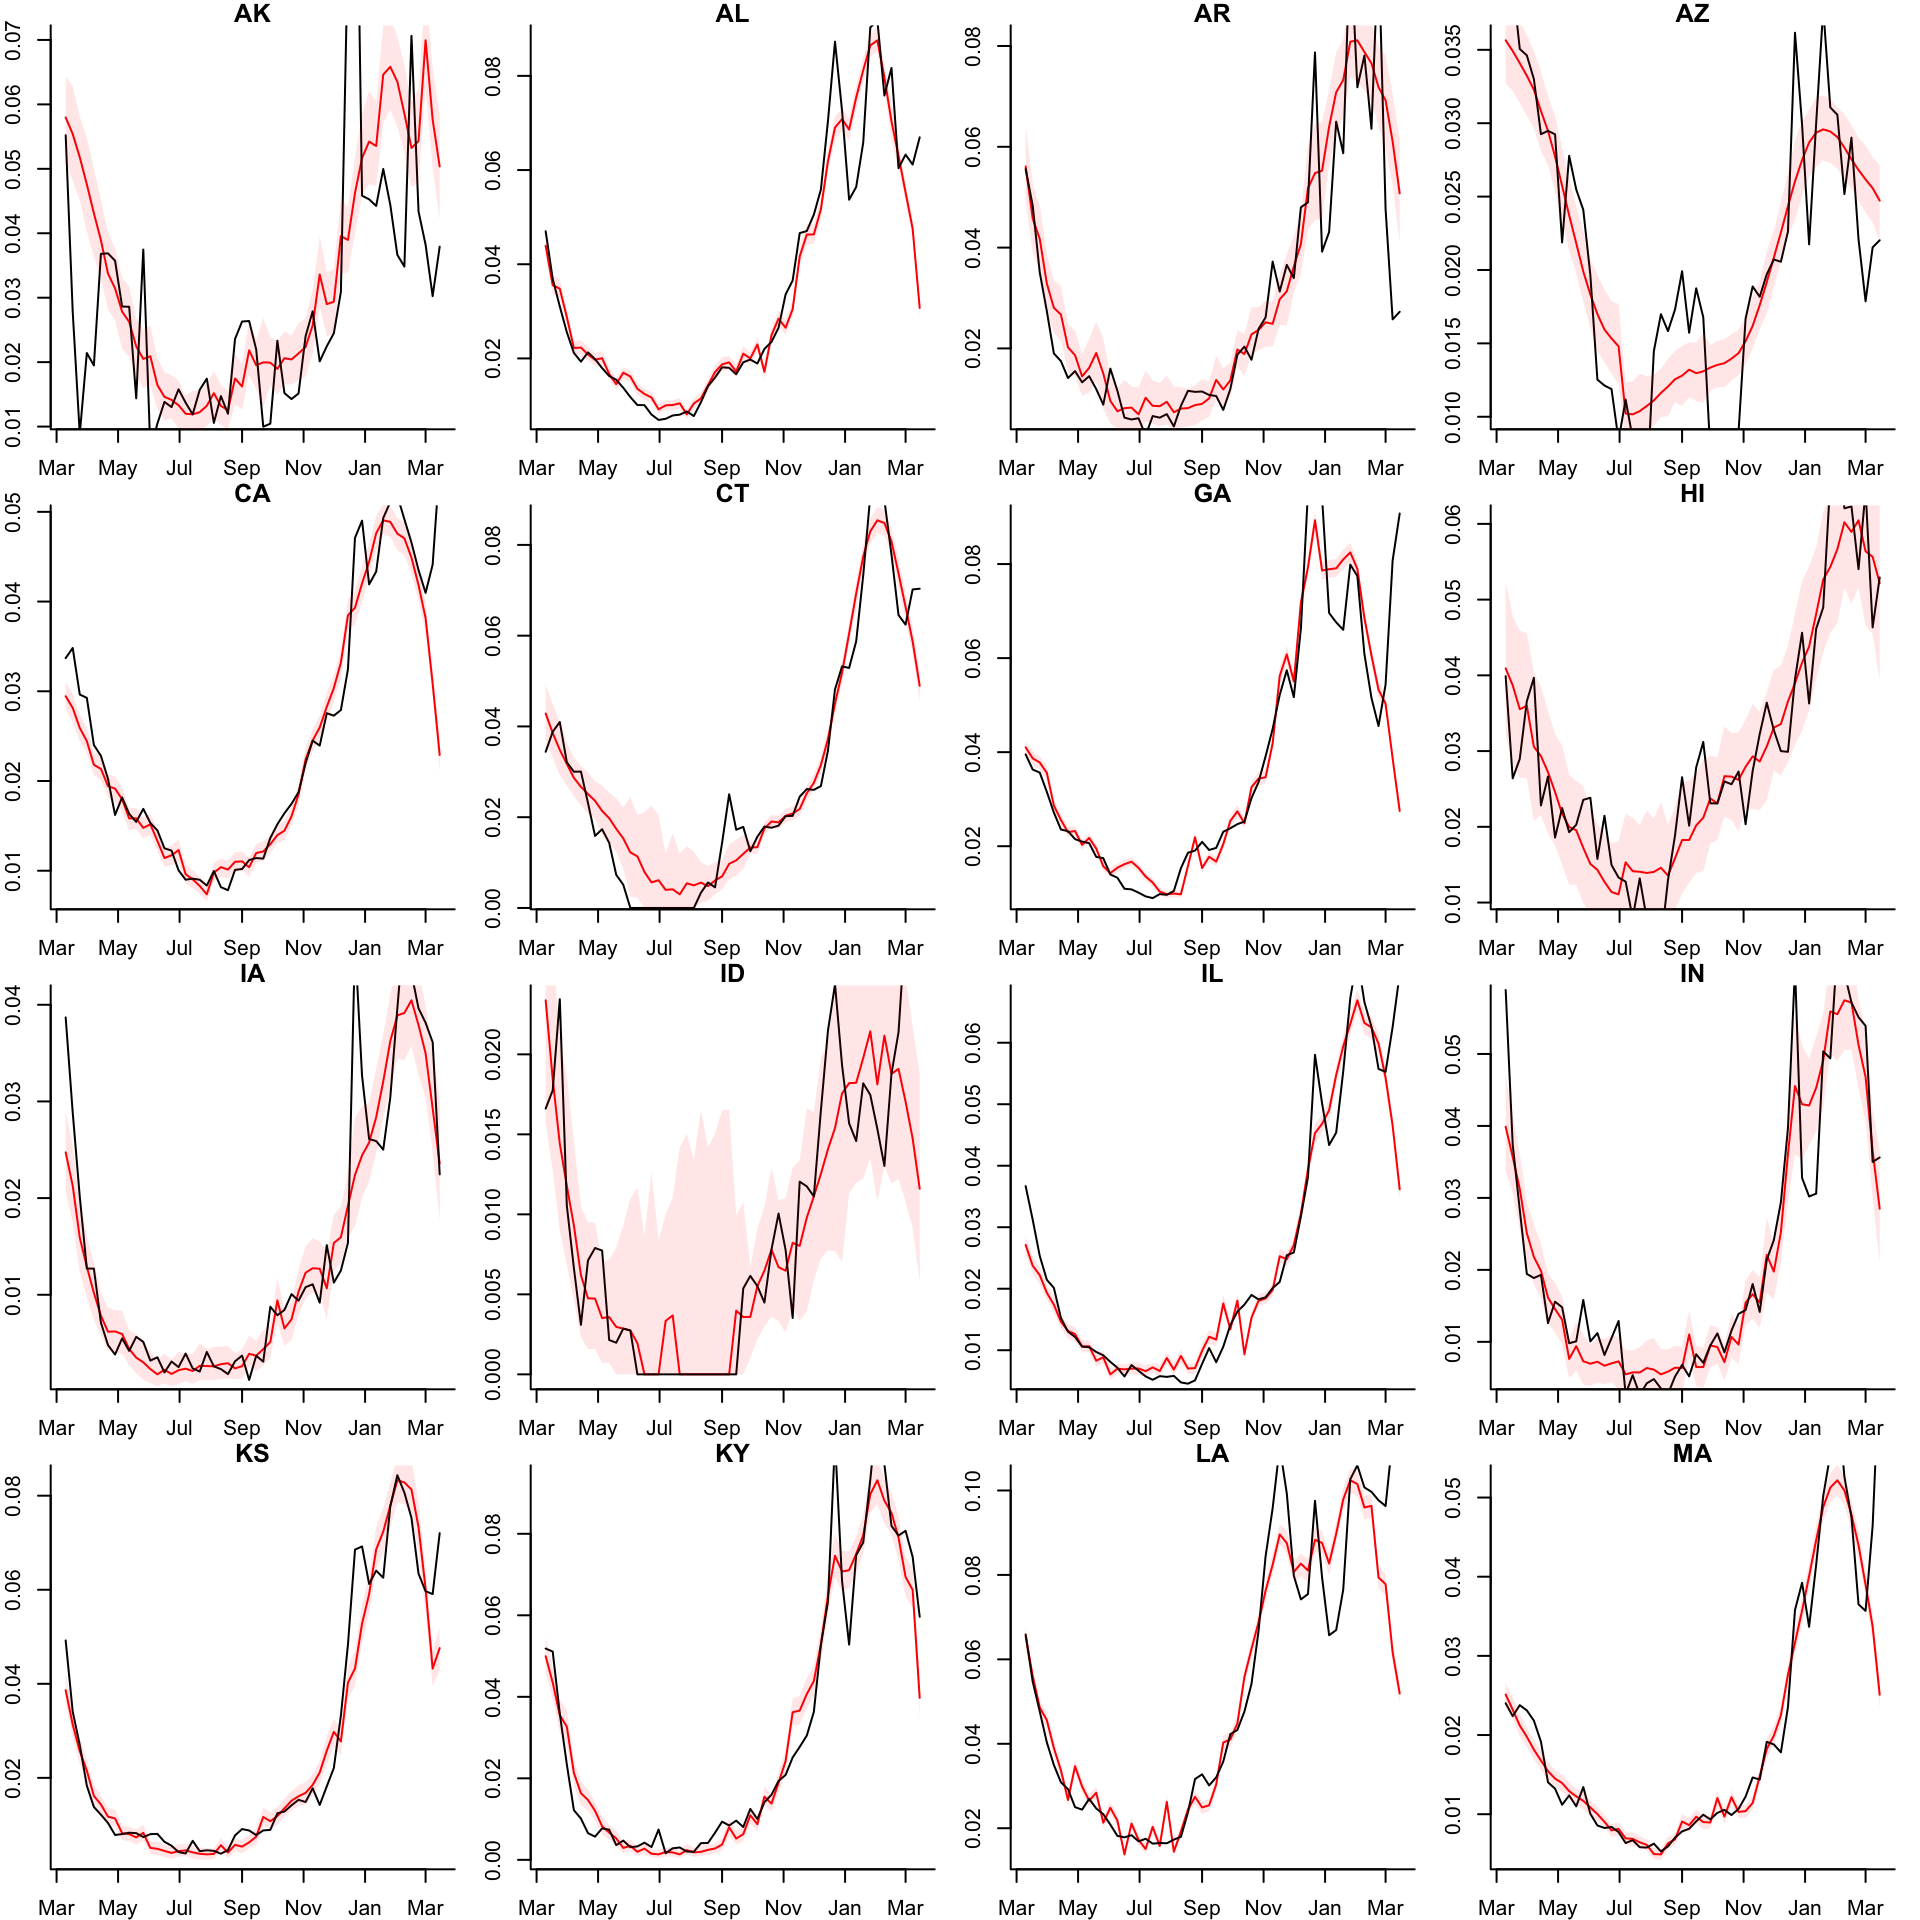 AK AL AR AZ
0.01 0.02 0.03 0.04 0.05 0.06 0.07
0.02 0.04 0.06 0.08
0.02 0.04 0.06 0.08
0.010 0.015 0.020 0.025 0.030 0.035
Mar May Jul Sep Nov Jan Mar
Mar May Jul Sep Nov Jan Mar
Mar May Jul Sep Nov Jan Mar
Mar May Jul Sep Nov Jan Mar
CA CT GA HI
0.01 0.02 0.03 0.04 0.05
0.00 0.02 0.04 0.06 0.08
0.02 0.04 0.06 0.08
0.01 0.02 0.03 0.04 0.05 0.06
Mar May Jul Sep Nov Jan Mar
Mar May Jul Sep Nov Jan Mar
Mar May Jul Sep Nov Jan Mar
Mar May Jul Sep Nov Jan Mar
IA ID IL IN
0.01 0.02 0.03 0.04
0.000 0.005 0.010 0.015 0.020
0.01 0.02 0.03 0.04 0.05 0.06
0.01 0.02 0.03 0.04 0.05
Mar May Jul Sep Nov Jan Mar
Mar May Jul Sep Nov Jan Mar
Mar May Jul Sep Nov Jan Mar
Mar May Jul Sep Nov Jan Mar
KS KY LA MA
0.02 0.04 0.06 0.08
0.00 0.02 0.04 0.06 0.08
0.02 0.04 0.06 0.08 0.10
0.01 0.02 0.03 0.04 0.05
Mar May Jul Sep Nov Jan Mar
Mar May Jul Sep Nov Jan Mar
Mar May Jul Sep Nov Jan Mar
Mar May Jul Sep Nov Jan Mar